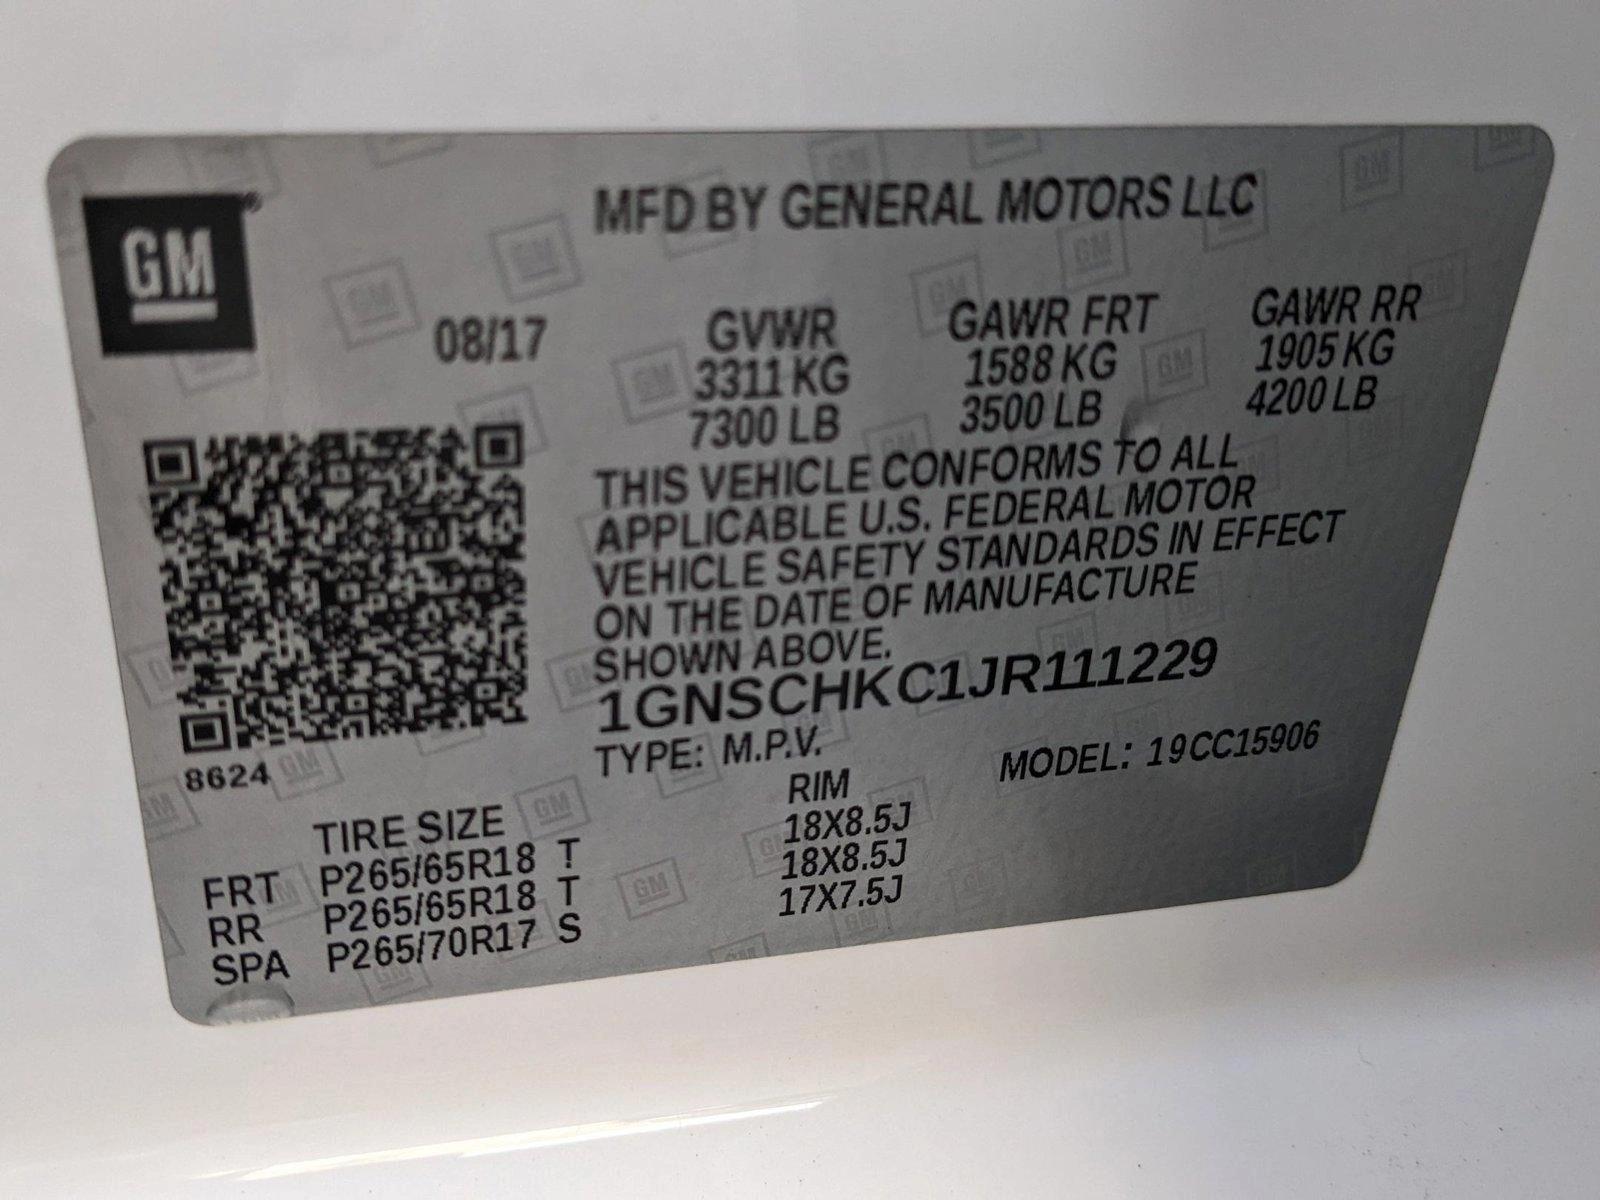 GM
MFD BY GENERAL MOTORS LLC
08/17
GVWR GAWR FRT GAWR RR
3311 KG 1588 KG 1905 KG
7300 LB 3500 LB 4200 LB
THIS VEHICLE CONFORMS TO ALL
APPLICABLE U.S. FEDERAL MOTOR
VEHICLE SAFETY STANDARDS IN EFFECT
ON THE DATE OF MANUFACTURE
SHOWN ABOVE.
1GNSCHKC1JR111229
TYPE: M.P.V. MODEL: 19CC15906
8624
TIRE SIZE RIM
FRT P265/65R18 T 18X8.5J
RR P265/65R18 T 18X8.5J
SPA P265/70R17 S 17X7.5J